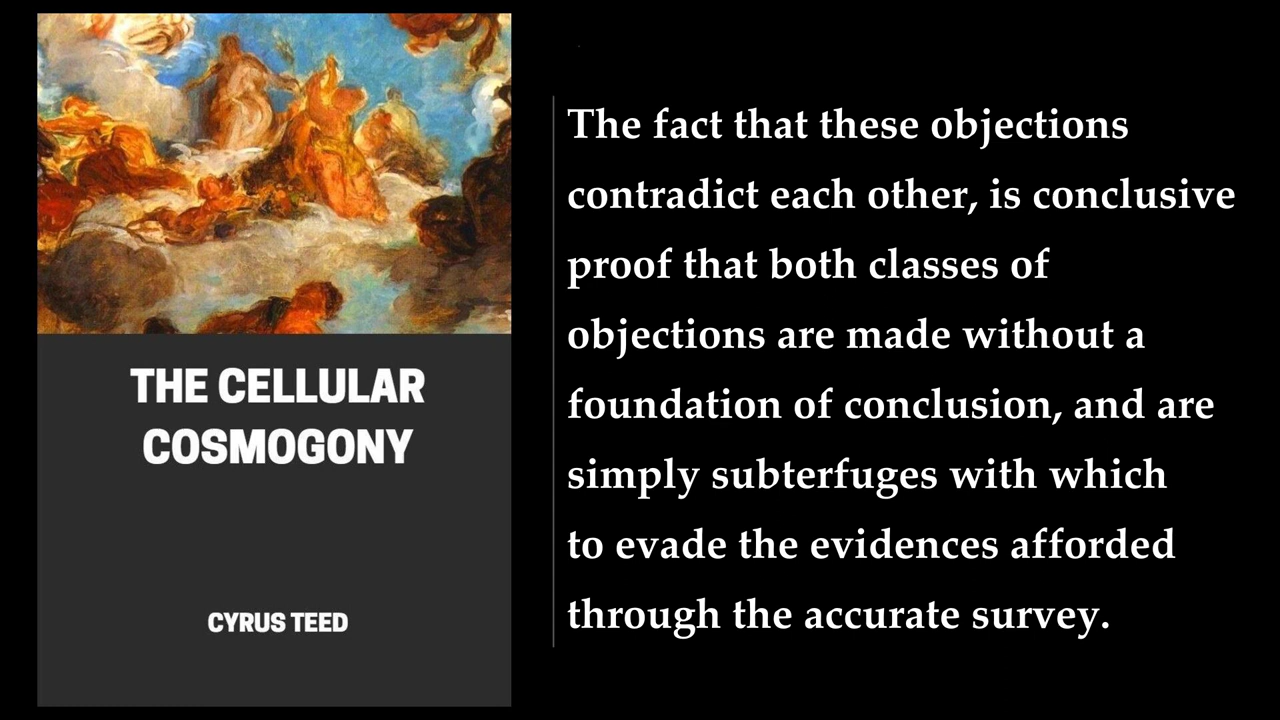 THE CELLULAR
COSMOGONY
CYRUS TEED
The fact that these objections
contradict each other, is conclusive
proof that both classes of
objections are made without a
foundation of conclusion, and are
simply subterfuges with which
to evade the evidences afforded
through the accurate survey.